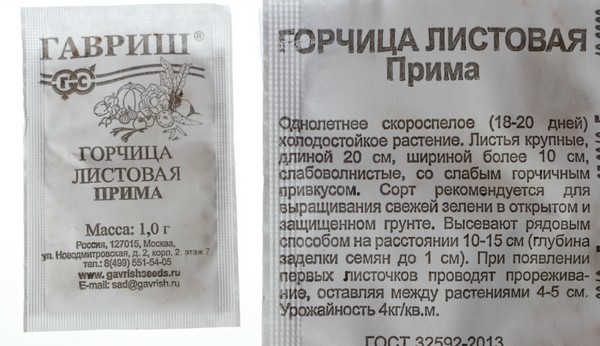 ГАВРИШ®
Г-С
ГОРЧИЦА
ЛИСТОВАЯ
ПРИМА
Масса: 1,0 г
Россия, 127015, Москва,
ул. Новодмитровская, д. 2, корп. 2. этаж 7
тел.: 8(499) 551-54-05
www.gavrishseeds.ru
E-mail: sad@gavrish.ru
ГОРЧИЦА ЛИСТОВАЯ
Прима
Однолетнее скороспелое (18-20 дней)
холодостойкое растение. Листья крупные,
длиной 20 см, шириной более 10 см,
слабоволнистые, со слабым горчичным
привкусом. Сорт рекомендуется для
выращивания свежей зелени в открытом и
защищенном грунте. Высевают рядовым
способом на расстоянии 10-15 см (глубина
заделки семян до 1 см). При появлении
первых листочков проводят прорежива-
ние, оставляя между растениями 4-5 см.
Урожайность 4кг/кв.м.
ГОСТ 32592-2013